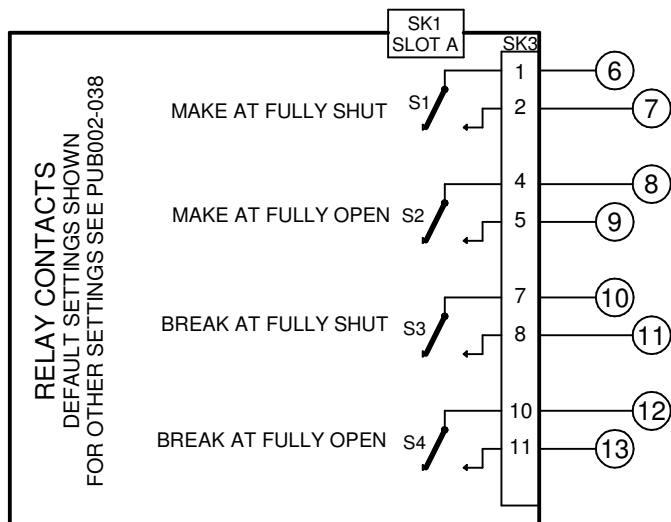 SK1
SLOT A
SK3
RELAY CONTACTS
DEFAULT SETTINGS SHOWN
FOR OTHER SETTINGS SEE PUB002-038
MAKE AT FULLY SHUT S1 1 6
2 7
MAKE AT FULLY OPEN S2 4 8
5 9
BREAK AT FULLY SHUT S3 7 10
8 11
BREAK AT FULLY OPEN S4 10 12
11 13